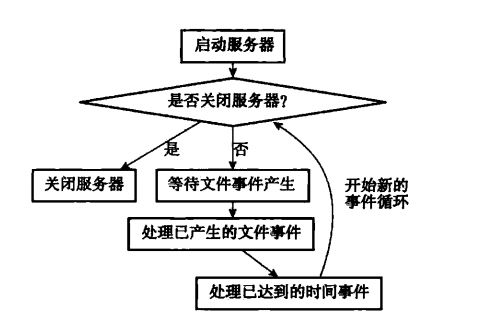 启动服务器
是否关闭服务器?
是
否
关闭服务器
等待文件事件产生
开始新的
事件循环
处理已产生的文件事件
处理已达到的时间事件